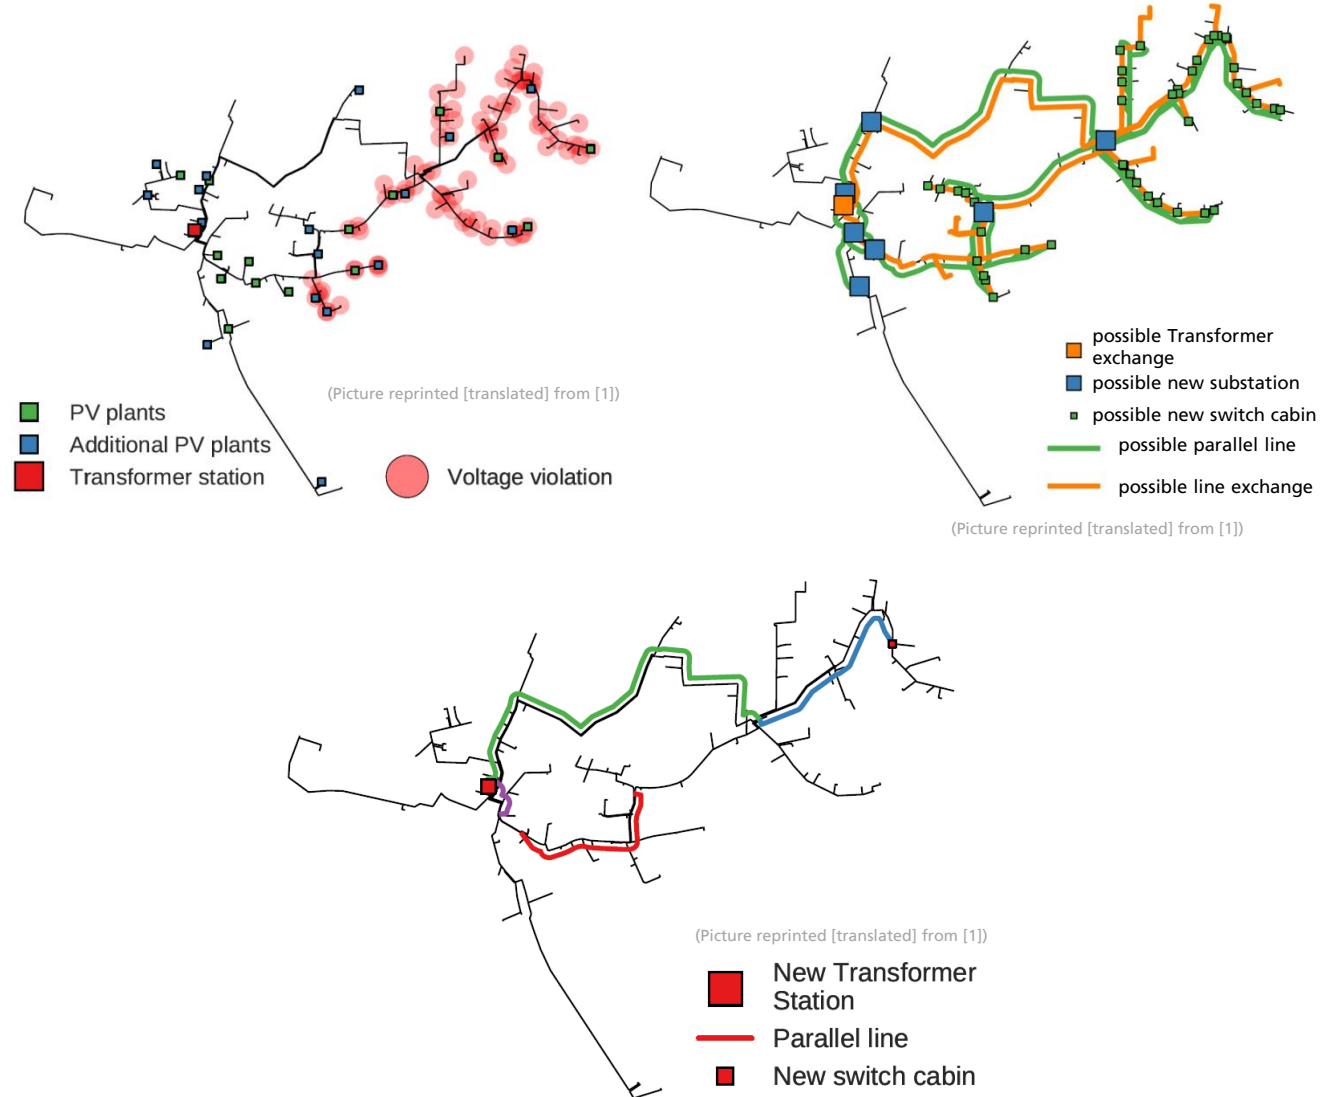 (Picture reprinted [translated] from [1])
PV plants
Additional PV plants
Transformer station
Voltage violation
possible Transformer
exchange
possible new substation
possible new switch cabin
possible parallel line
possible line exchange
(Picture reprinted [translated] from [1])
(Picture reprinted [translated] from [1])
New Transformer
Station
Parallel line
New switch cabin